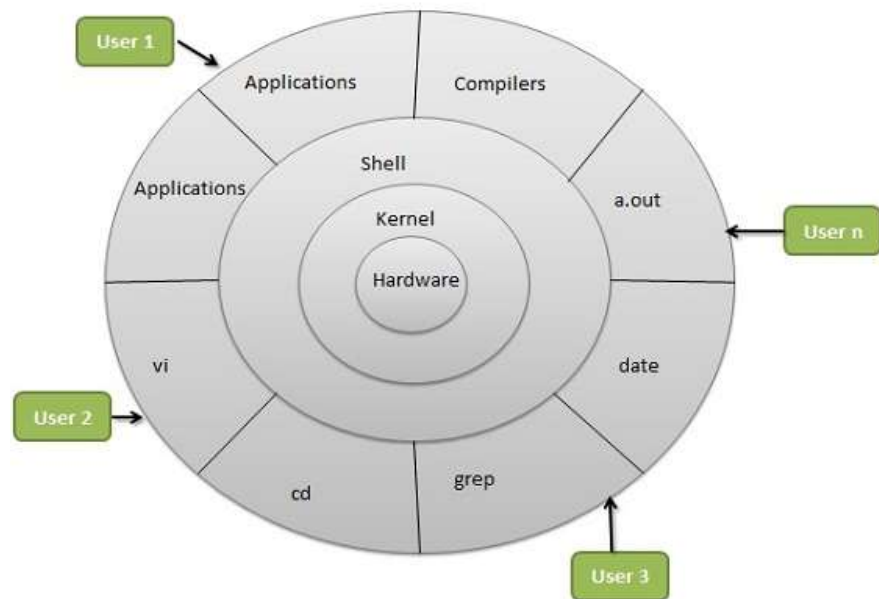 User 1
Applications
Compilers
Shell
Applications
a.out
Kernel
User n
Hardware
vi
date
User 2
cd
grep
User 3